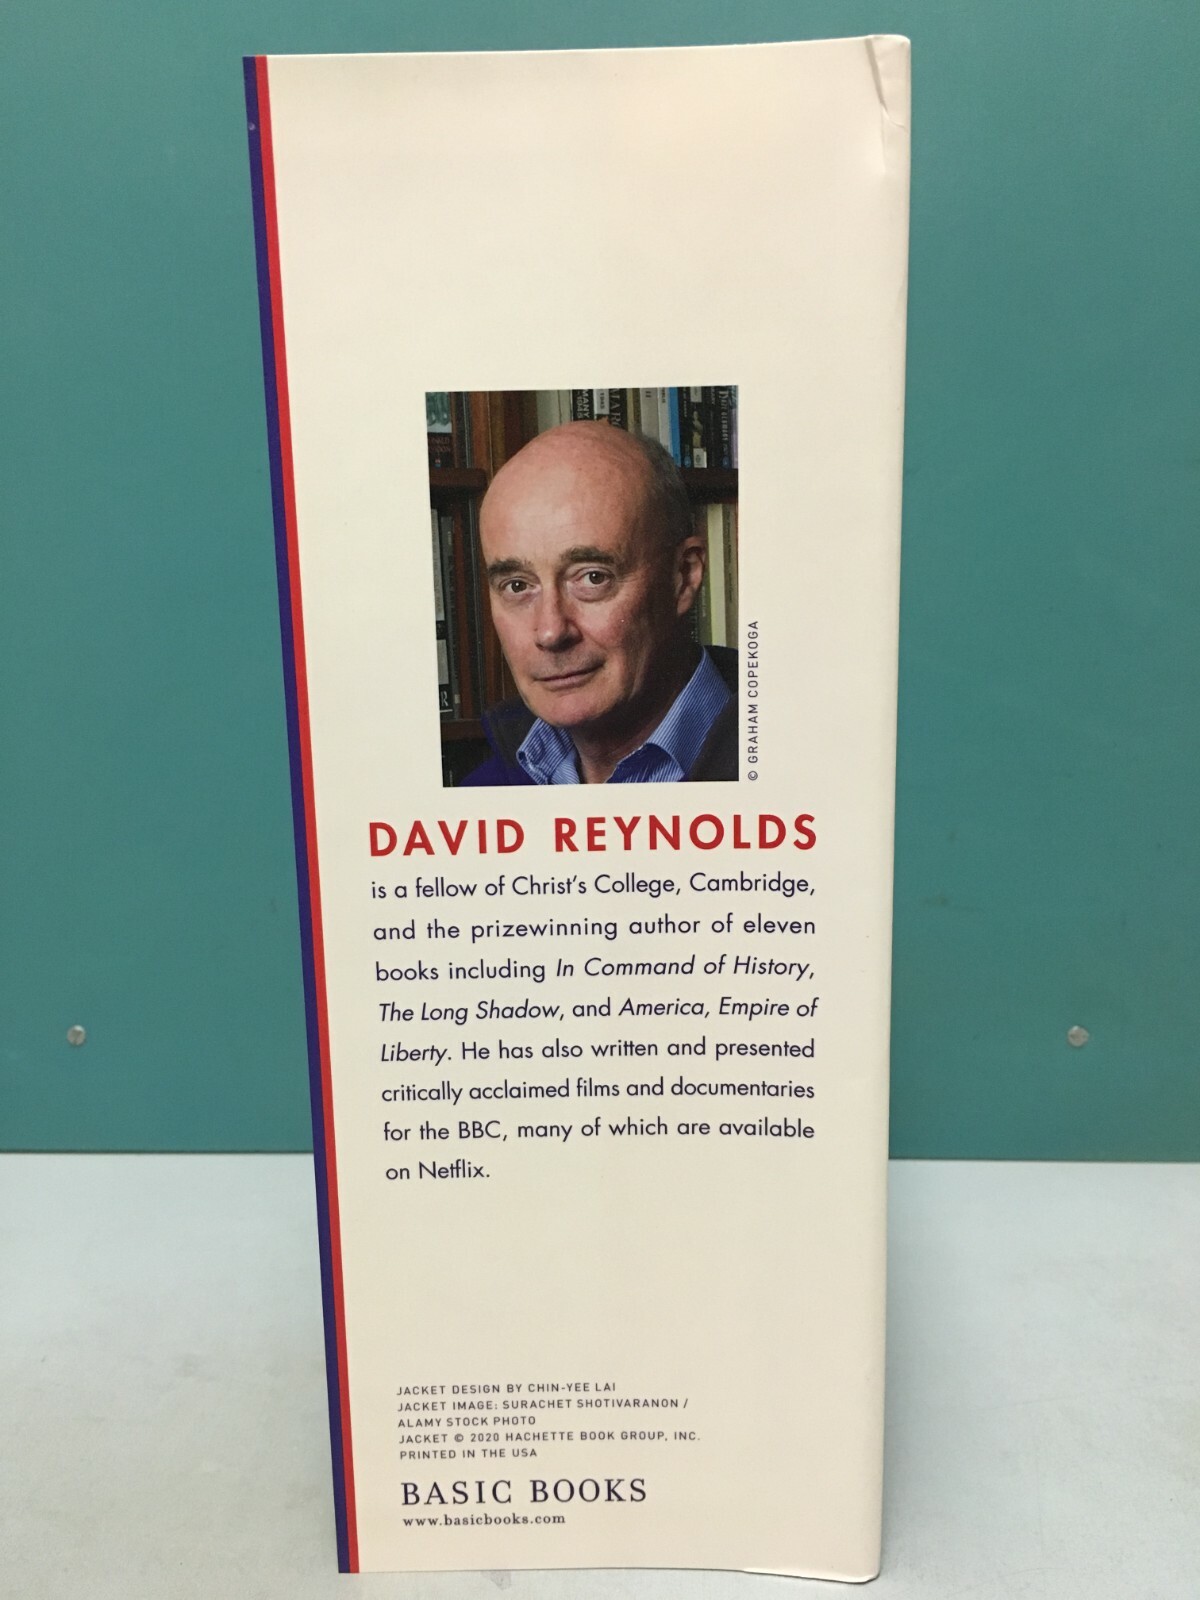 © GRAHAM COPEKOGA
DAVID REYNOLDS
is a fellow of Christ's College, Cambridge,
and the prizewinning author of eleven
books including In Command of History,
The Long Shadow, and America, Empire of
Liberty. He has also written and presented
critically acclaimed films and documentaries
for the BBC, many of which are available
on Netflix.
JACKET DESIGN BY CHIN-YEE LAI
JACKET IMAGE: SURACHET SHOTIVARANON /
ALAMY STOCK PHOTO
JACKET © 2020 HACHETTE BOOK GROUP, INC.
PRINTED IN THE USA
BASIC BOOKS
www.basicbooks.com